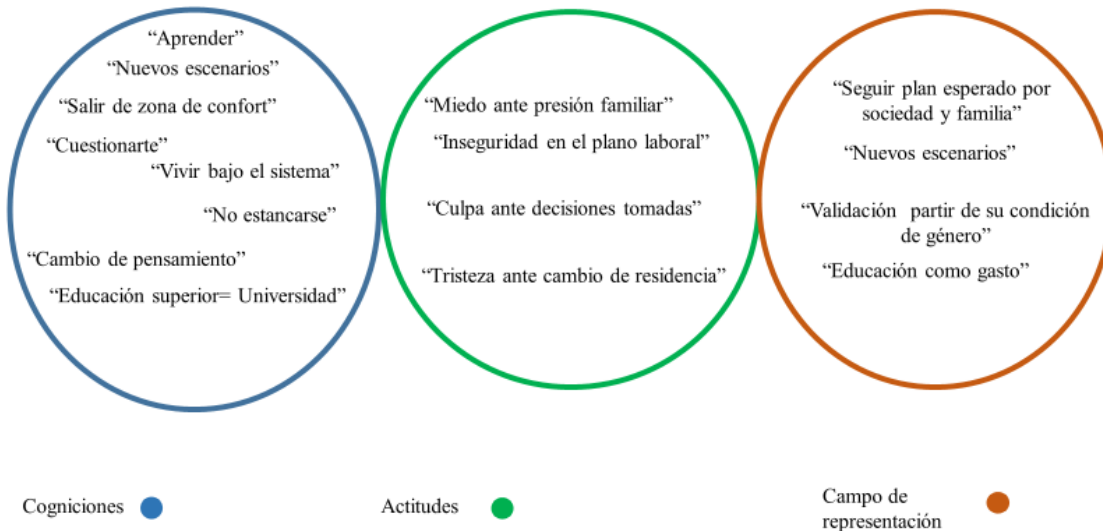 “Aprender”
“Nuevos escenarios”
“Salir de zona de confort”
“Cuestionarte”
“Vivir bajo el sistema”
“No estancarse”
“Cambio de pensamiento”
“Educación superior= Universidad”
“Miedo ante presión familiar”
“Inseguridad en el plano laboral”
“Culpa ante decisiones tomadas”
“Tristeza ante cambio de residencia”
“Seguir plan esperado por
sociedad y familia”
“Nuevos escenarios”
“Validación partir de su condición
de género”
“Educación como gasto”
Cogniciones
Actitudes
Campo de
representación